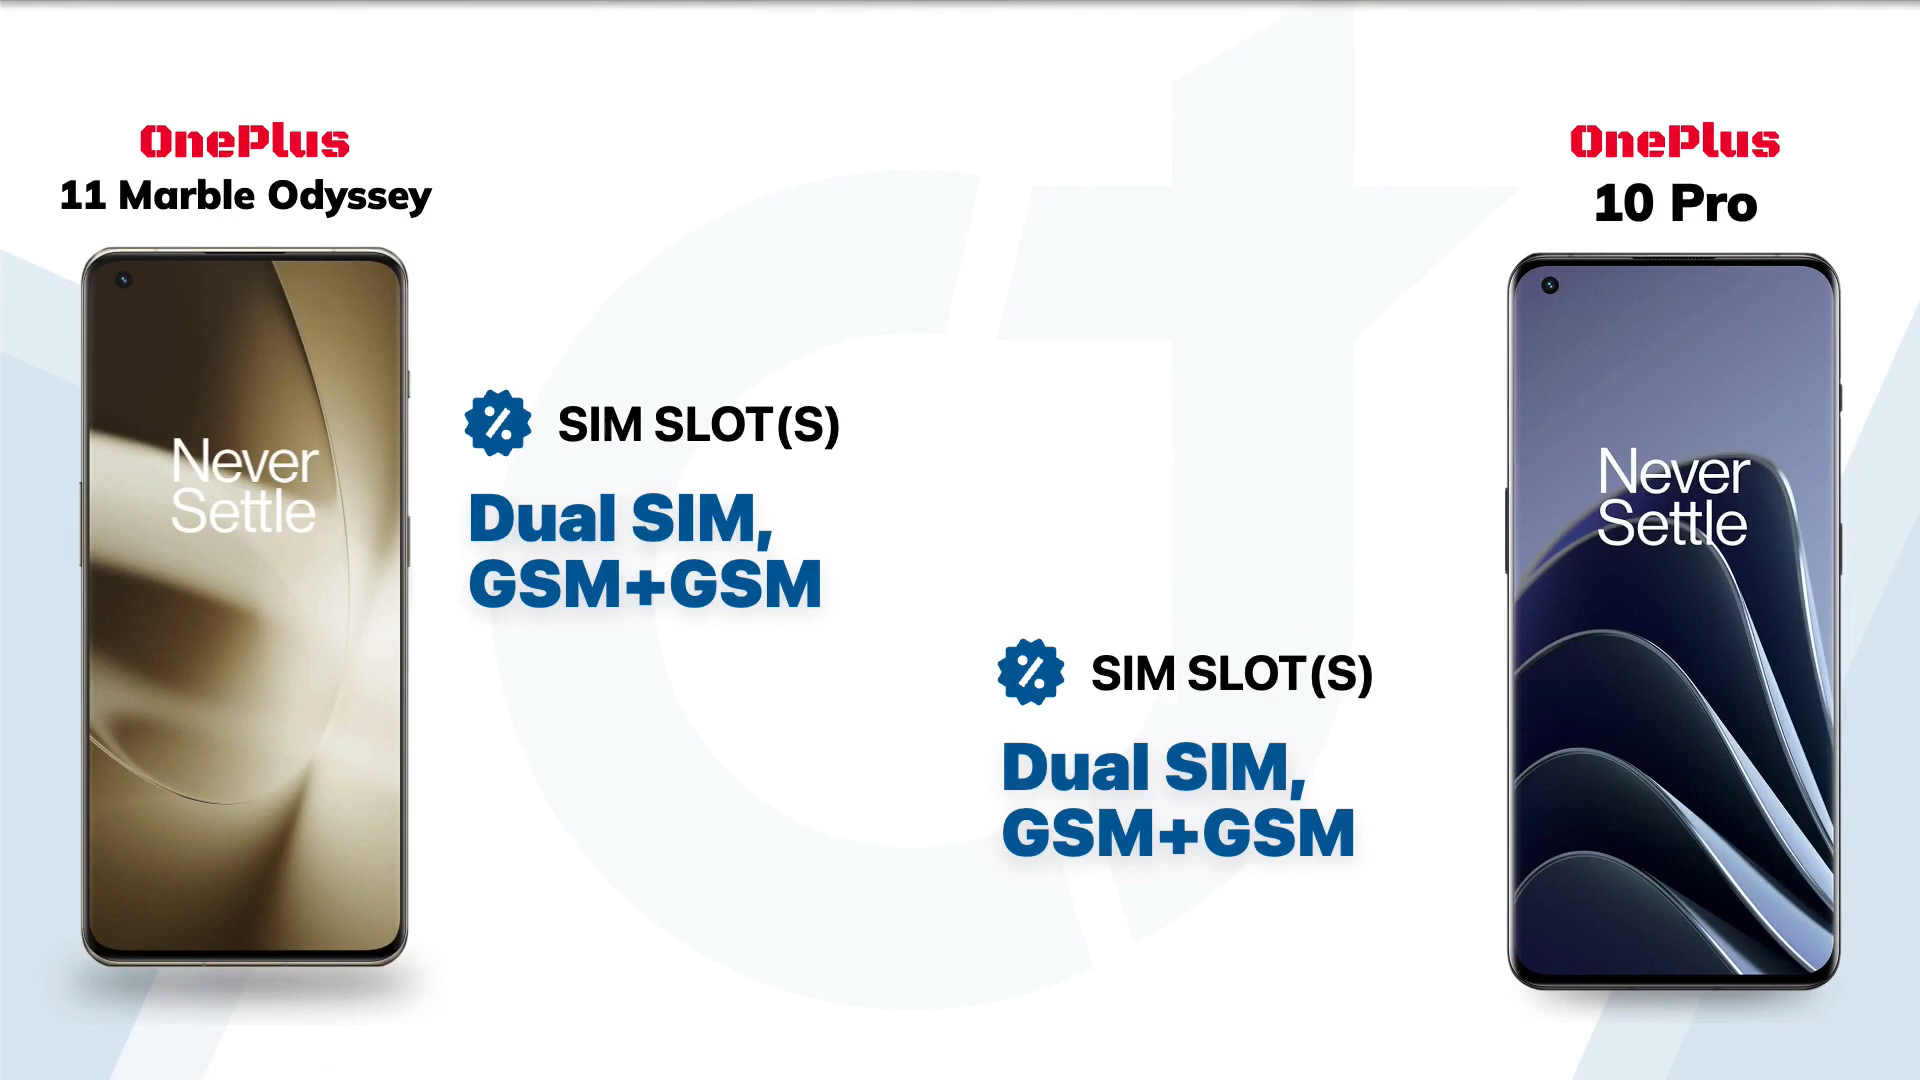 OnePlus
11 Marble Odyssey
Never
Settle
SIM SLOT(S)
Dual SIM,
GSM+GSM
OnePlus
10 Pro
Never
Settle
SIM SLOT(S)
Dual SIM,
GSM+GSM